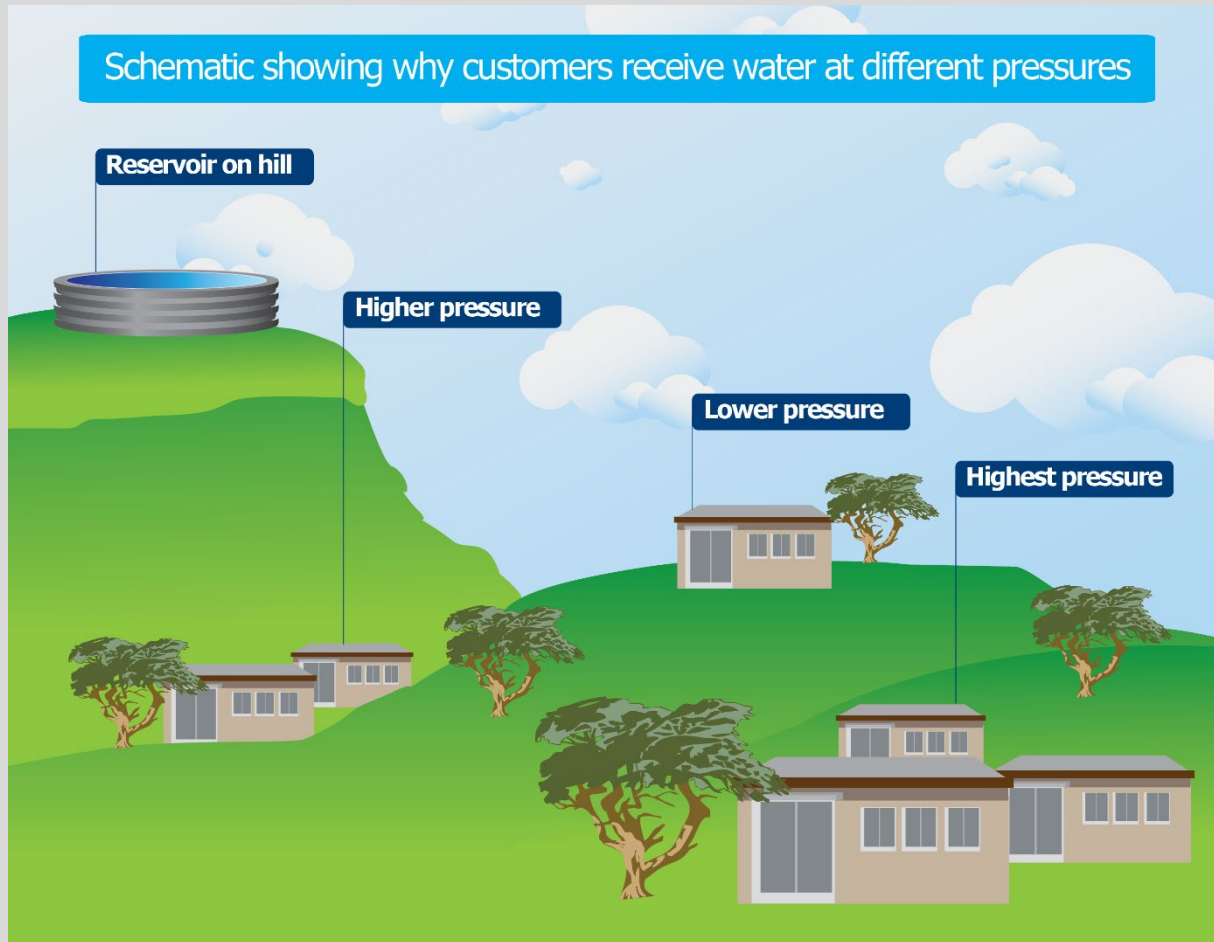 Schematic showing why customers receive water at different pressures
Reservoir on hill
Higher pressure
Lower pressure
Highest pressure